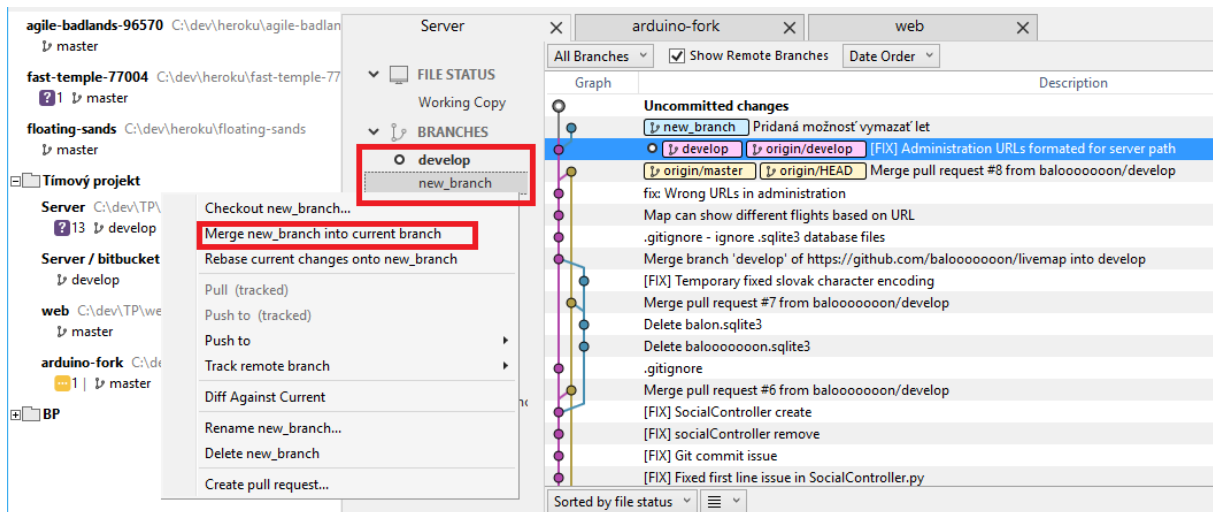 agile-badlands-96570 C:\dev\heroku\agile-badlan
master
fast-temple-77004 C:\dev\heroku\fast-temple-77
?1 master
floating-sands C:\dev\heroku\floating-sands
master
Tímový projekt
Server C:\dev\TP\
?13 develop
Server / bitbucket
develop
web C:\dev\TP\we
master
arduino-fork C:\de
1 | master
BP
Server
FILE STATUS
Working Copy
BRANCHES
develop
new_branch
Checkout new_branch...
Merge new_branch into current branch
Rebase current changes onto new_branch
Pull (tracked)
Push to (tracked)
Push to
Track remote branch
Diff Against Current
Rename new_branch...
Delete new_branch
Create pull request...
arduino-fork
web
All Branches Show Remote Branches Date Order
Graph Description
Uncommitted changes
new_branch Pridaná možnosť vymazať let
develop origin/develop [FIX] Administration URLs formated for server path
origin/master origin/HEAD Merge pull request #8 from balooooooon/develop
fix: Wrong URLs in administration
Map can show different flights based on URL
.gitignore - ignore .sqlite3 database files
Merge branch 'develop' of https://github.com/balooooooon/livemap into develop
[FIX] Temporary fixed slovak character encoding
Merge pull request #7 from balooooooon/develop
Delete balon.sqlite3
Delete balooooooon.sqlite3
.gitignore
Merge pull request #6 from balooooooon/develop
[FIX] SocialController create
[FIX] socialController remove
[FIX] Git commit issue
[FIX] Fixed first line issue in SocialController.py
Sorted by file status